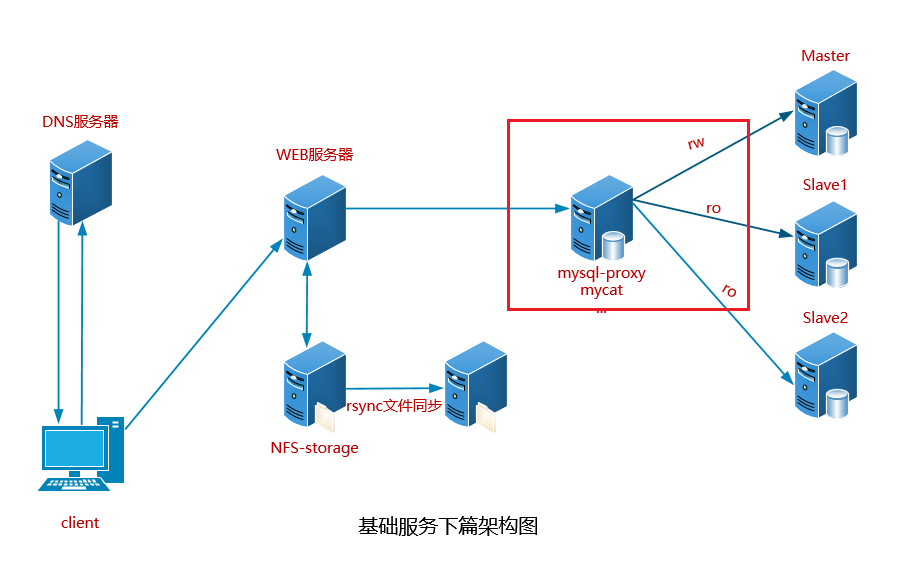 Master
DNS服务器
WEB服务器
rw
Slave1
ro
mysql-proxy
mycat
...
ro
Slave2
rsync文件同步
NFS-storage
client
基础服务下篇架构图